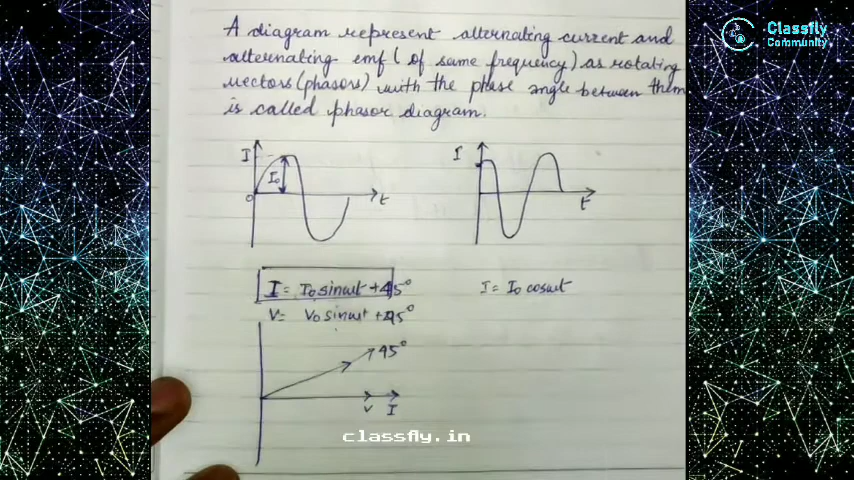 A diagram represent alternating current and
alternating emf ( of same frequency) as rotating
vectors (phasors) with the phase angle between them
is called phasor diagram.
I
I₀
0
t
I
t
I = I₀ sinωt + 45°
V = V₀ sinωt + 45°
I = I₀ cosωt
45°
V I
classfly.in
Classfly
Community